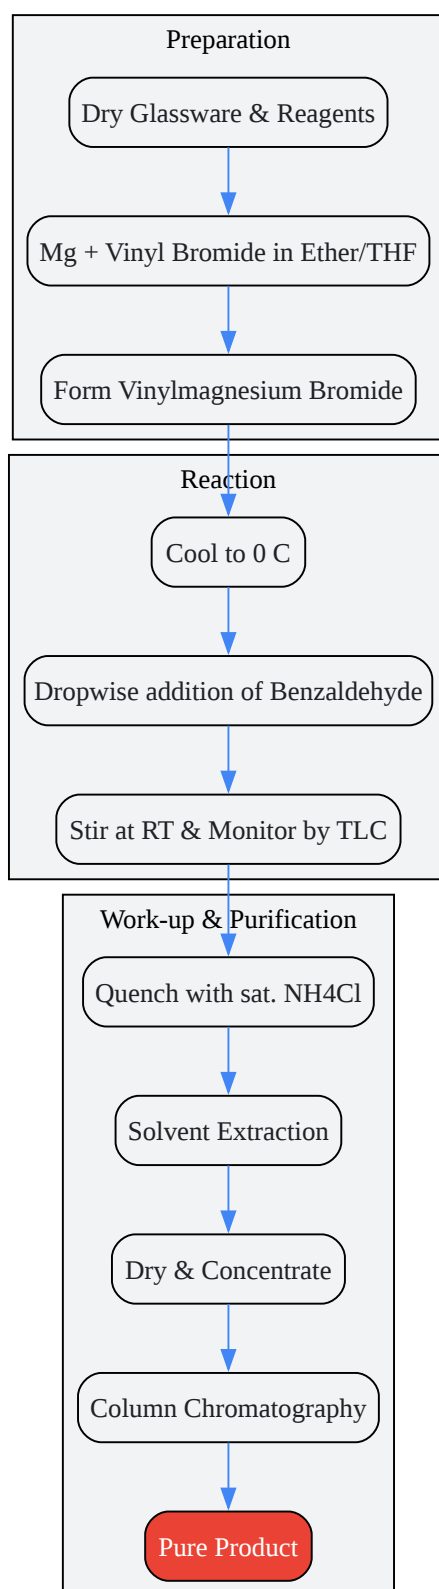 Preparation
Dry Glassware & Reagents
Mg + Vinyl Bromide in Ether/THF
Form Vinylmagnesium Bromide
Reaction
Cool to 0 C
Dropwise addition of Benzaldehyde
Stir at RT & Monitor by TLC
Work-up & Purification
Quench with sat. NH4Cl
Solvent Extraction
Dry & Concentrate
Column Chromatography
Pure Product